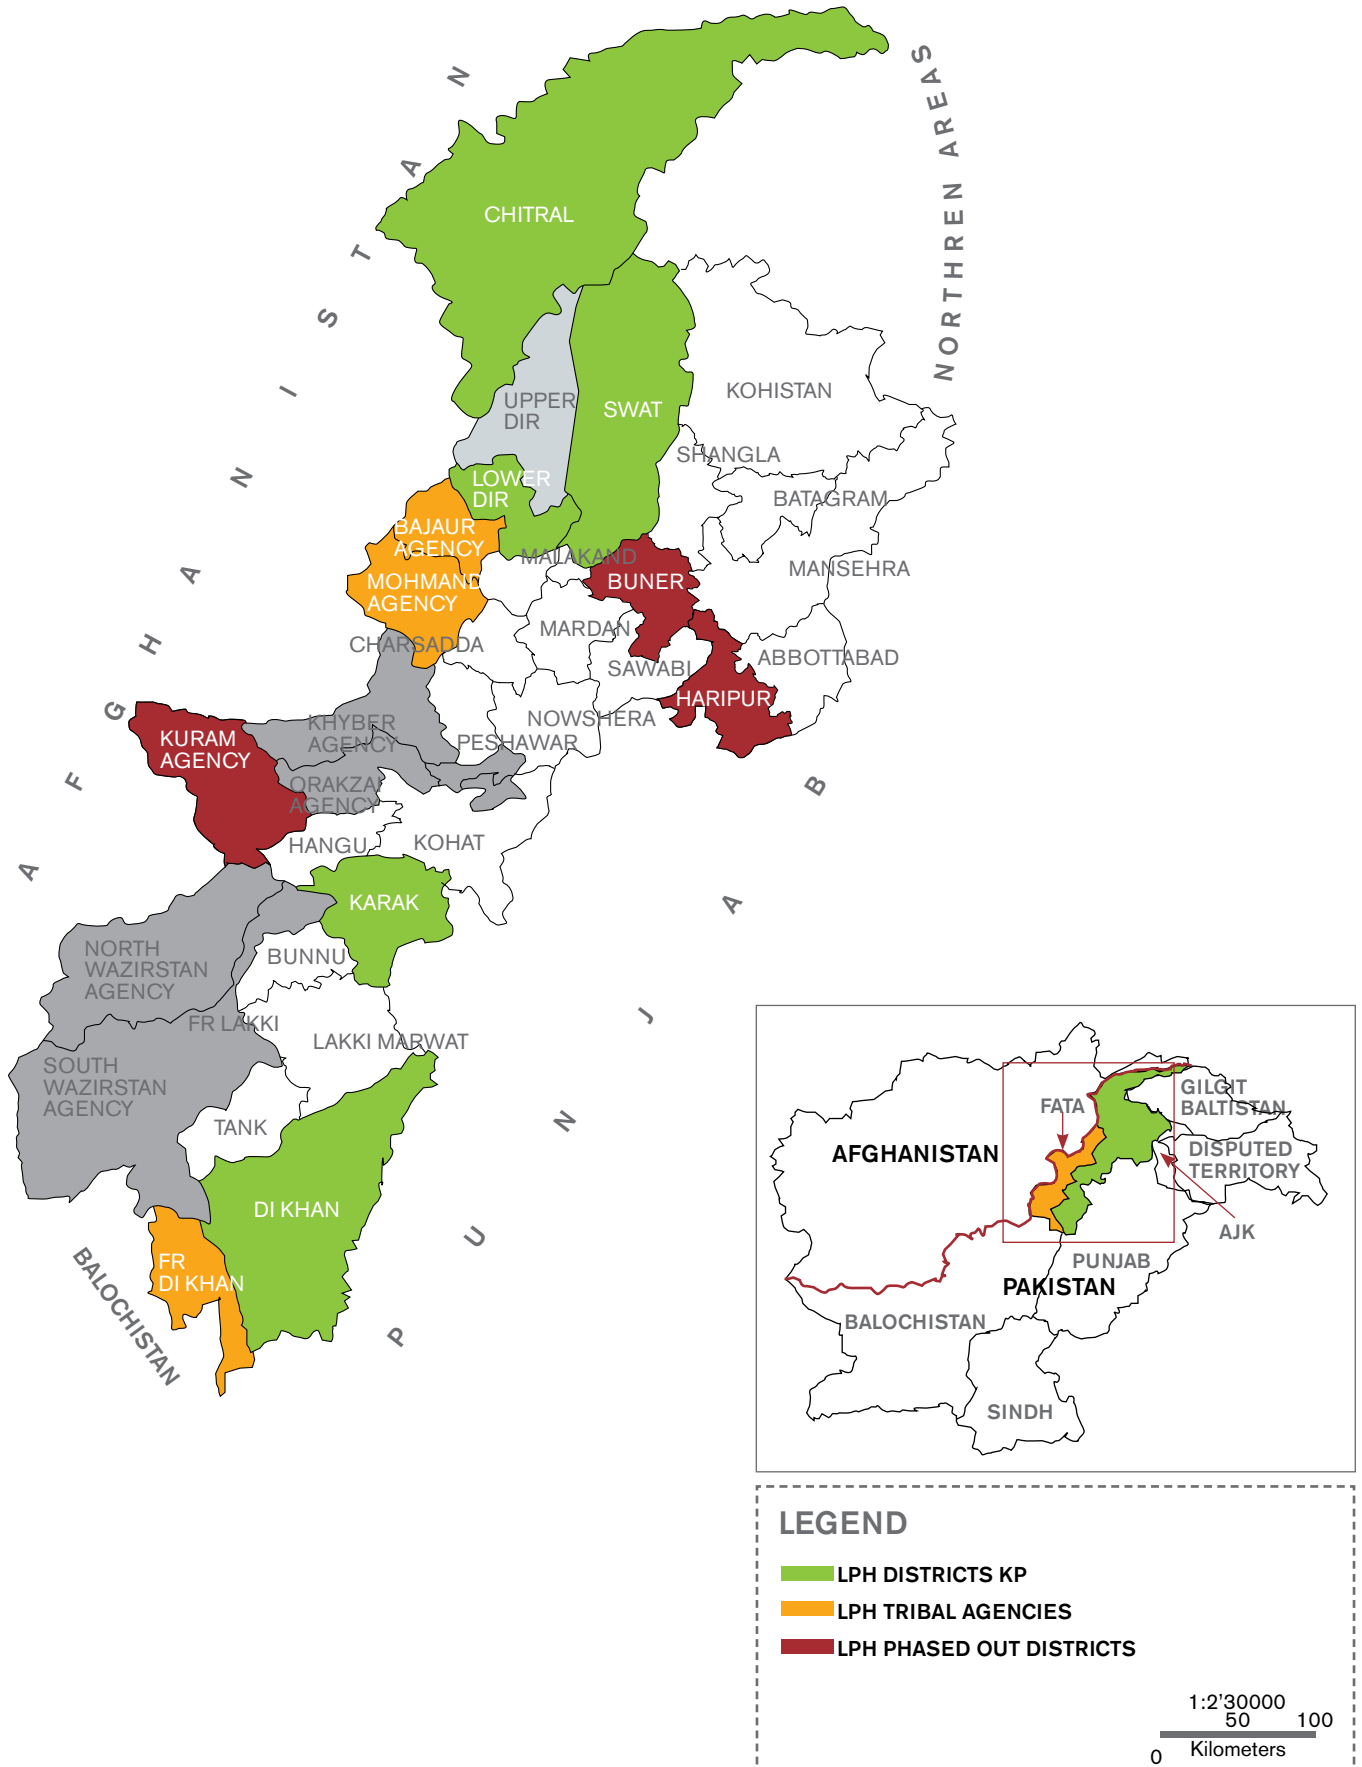 AFGHANISTAN
NORTHREN AREAS
CHITRAL
UPPER
DIR
SWAT
KOHISTAN
SHANGLA
LOWER
DIR
BATAGRAM
BAJAUR
AGENCY
MALAKAND
MANSEHRA
MOHMAND
AGENCY
BUNER
MARDAN
CHARSADDA
SAWABI
ABBOTTABAD
HARIPUR
KHYBER
AGENCY
NOWSHERA
PESHAWAR
KURAM
AGENCY
ORAKZAI
AGENCY
HANGU
KOHAT
KARAK
BUNNU
NORTH
WAZIRSTAN
AGENCY
FR LAKKI
LAKKI MARWAT
SOUTH
WAZIRSTAN
AGENCY
TANK
DI KHAN
FR
DI KHAN
BALOCHISTAN
PUNJAB
FATA
GILGIT
BALTISTAN
AFGHANISTAN
DISPUTED
TERRITORY
AJK
PUNJAB
PAKISTAN
BALOCHISTAN
SINDH
LEGEND
LPH DISTRICTS KP
LPH TRIBAL AGENCIES
LPH PHASED OUT DISTRICTS
1:2'30000
50 100
0 Kilometers